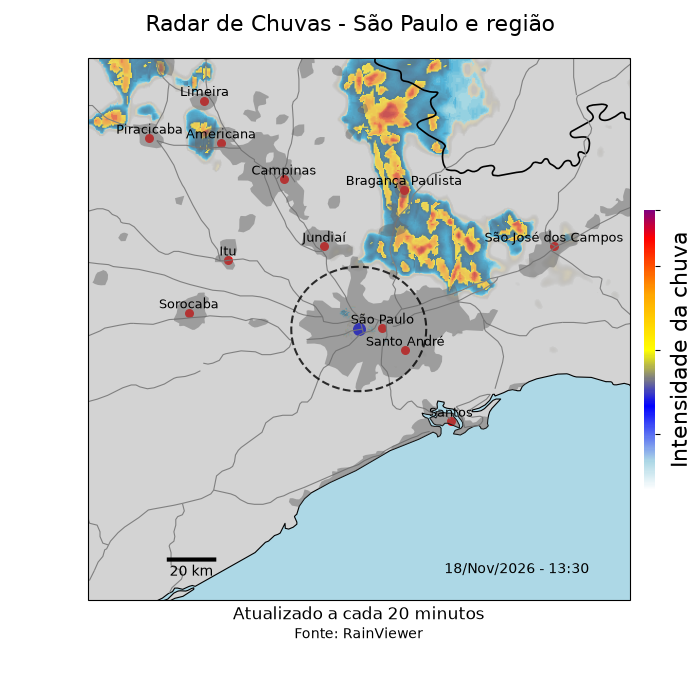 Radar de Chuvas - São Paulo e região
Limeira
Piracicaba
Americana
Campinas
Bragança Paulista
Jundiaí
São José dos Campos
Itu
Sorocaba
São Paulo
Santo André
Santos
Intensidade da chuva
20 km
18/Nov/2026 - 13:30
Atualizado a cada 20 minutos
Fonte: RainViewer